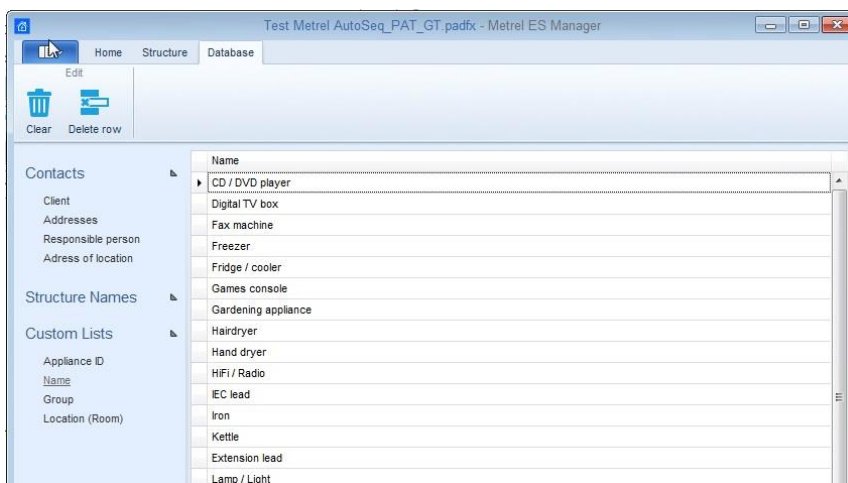 Test Metrel AutoSeq_PAT_GT.padfx - Metrel ES Manager
Home Structure Database
Edit
Clear Delete row
Contacts
Client
Addresses
Responsible person
Adress of location
Structure Names
Custom Lists
Appliance ID
Name
Group
Location (Room)
Name
CD / DVD player
Digital TV box
Fax machine
Freezer
Fridge / cooler
Games console
Gardening appliance
Hairdryer
Hand dryer
HiFi / Radio
IEC lead
Iron
Kettle
Extension lead
Lamp / Light